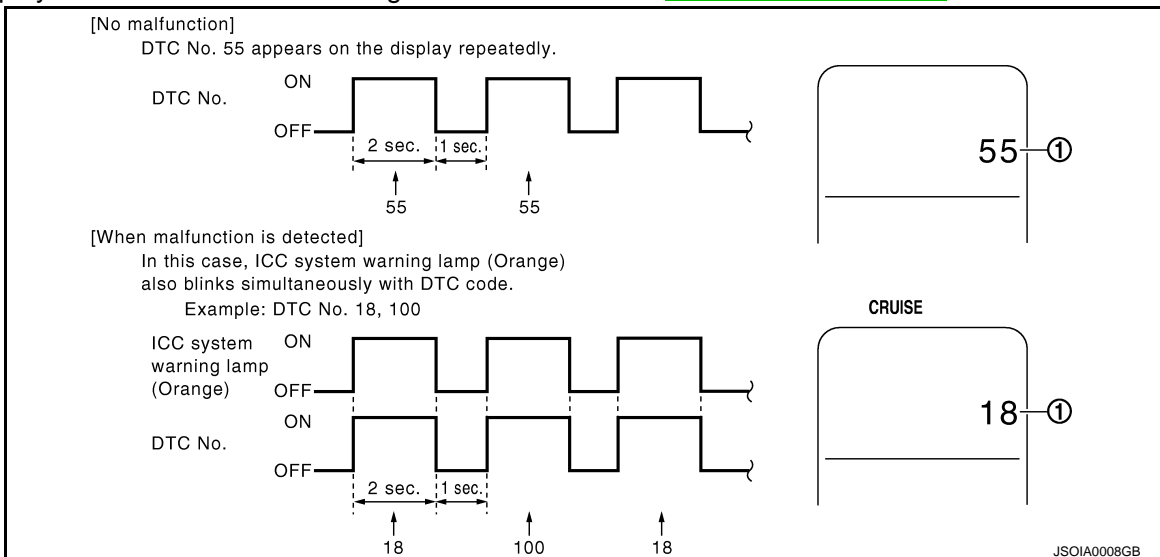 [No malfunction]
DTC No. 55 appears on the display repeatedly.
DTC No.
ON
OFF
2 sec.
1 sec.
55
55
55
①
[When malfunction is detected]
In this case, ICC system warning lamp (Orange)
also blinks simultaneously with DTC code.
Example: DTC No. 18, 100
ICC system
warning lamp
(Orange)
ON
OFF
DTC No.
ON
OFF
2 sec.
1 sec.
18
100
18
CRUISE
18
①
JSOIA0008GB